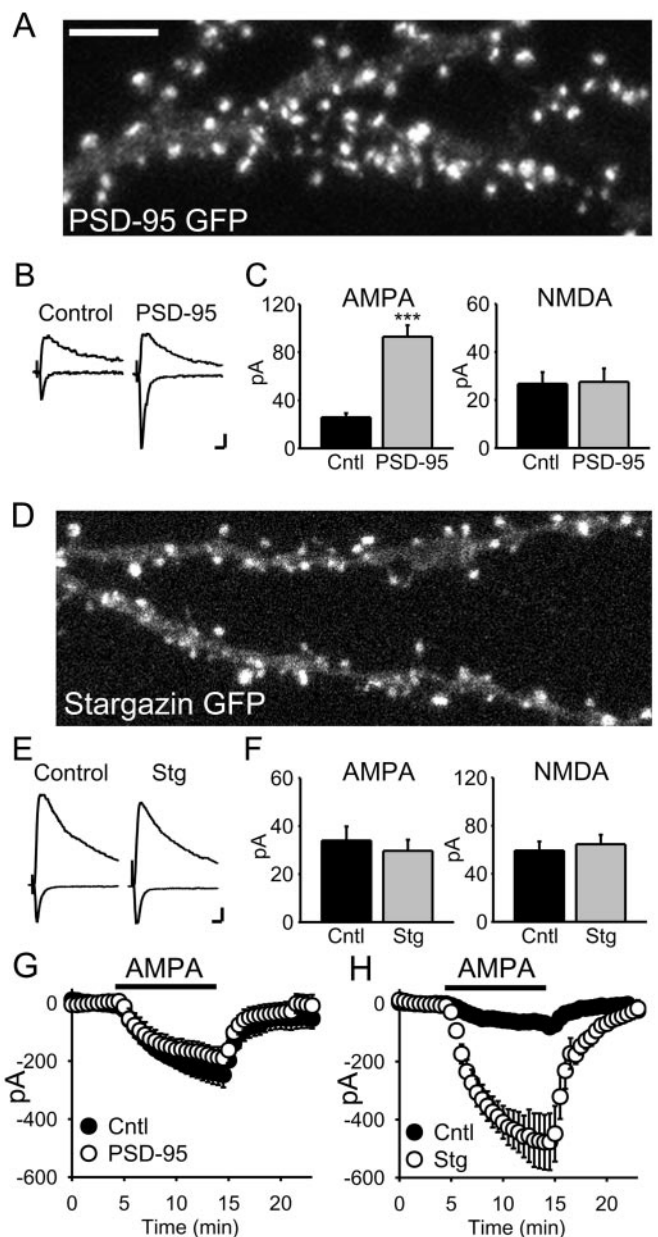 A
PSD-95 GFP
B
Control PSD-95
C
AMPA
NMDA
pA
120
80
40
0
***
Cntl PSD-95
pA
60
40
20
0
Cntl PSD-95
D
Stargazin GFP
E
Control Stg
F
AMPA
NMDA
pA
60
40
20
0
Cntl Stg
pA
120
80
40
0
Cntl Stg
G
AMPA
pA
0
-200
-400
-600
Cntl
PSD-95
0 5 10 15 20
Time (min)
H
AMPA
pA
0
-200
-400
-600
Cntl
Stg
0 5 10 15 20
Time (min)